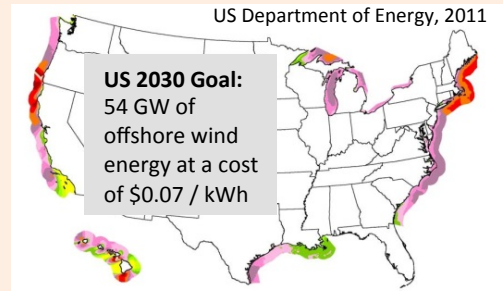 US Department of Energy, 2011
US 2030 Goal:
54 GW of
offshore wind
energy at a cost
of $0.07 / kWh